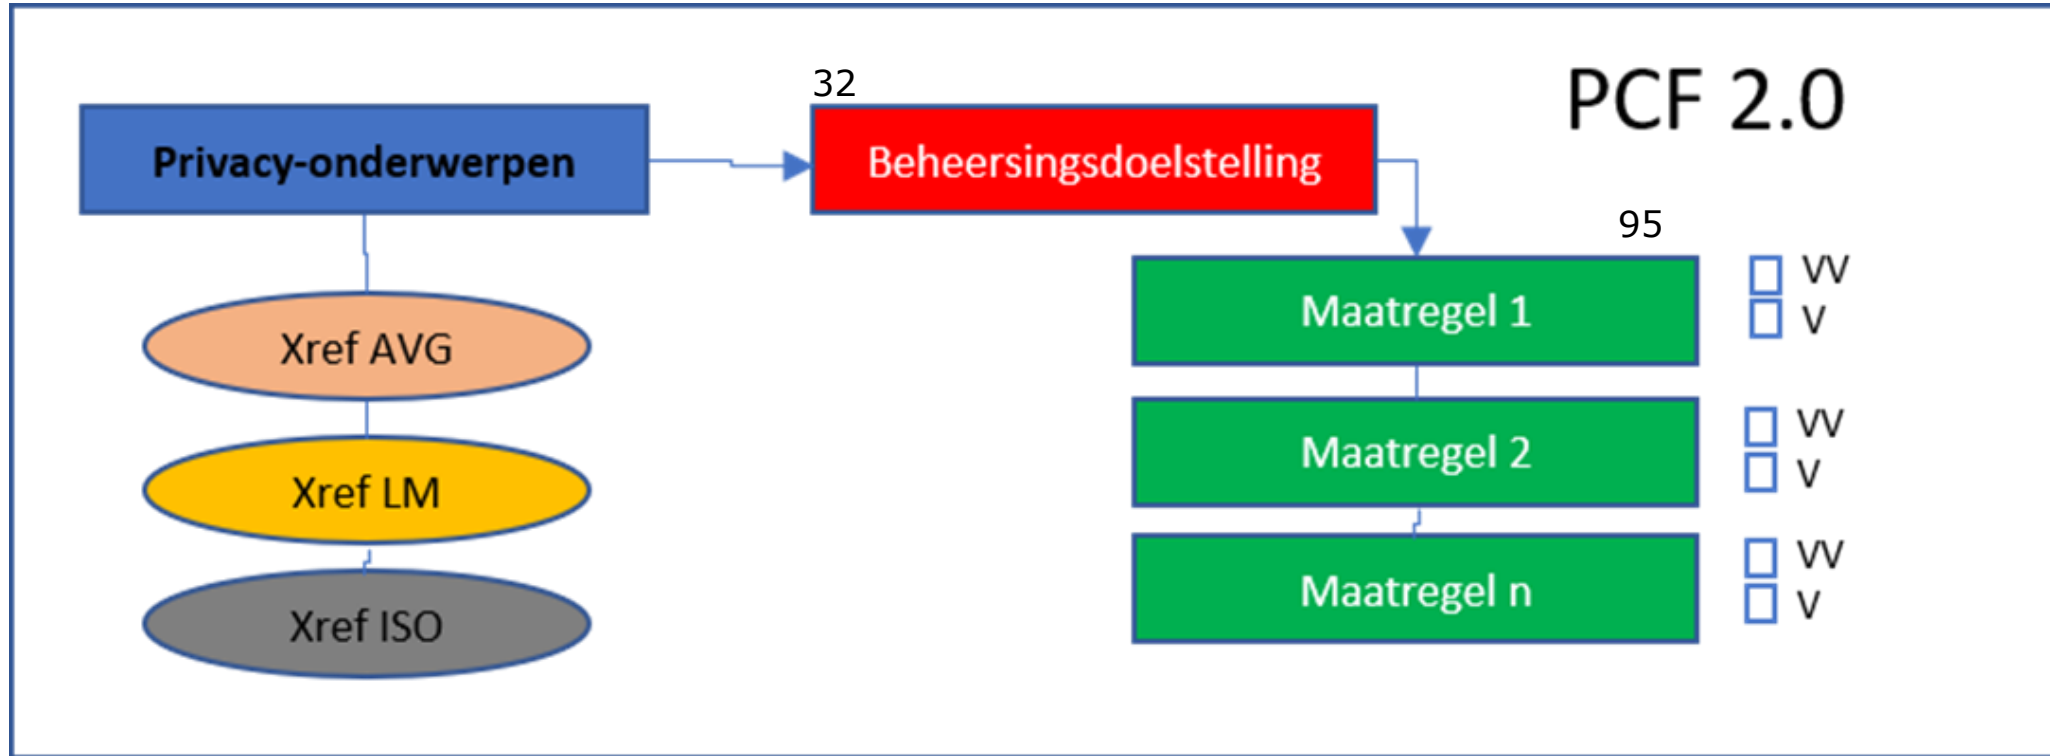 PCF 2.0
32
Privacy-onderwerpen
Beheersingsdoelstelling
95
Maatregel 1
VV
V
Xref AVG
Maatregel 2
VV
V
Xref LM
Maatregel n
VV
V
Xref ISO